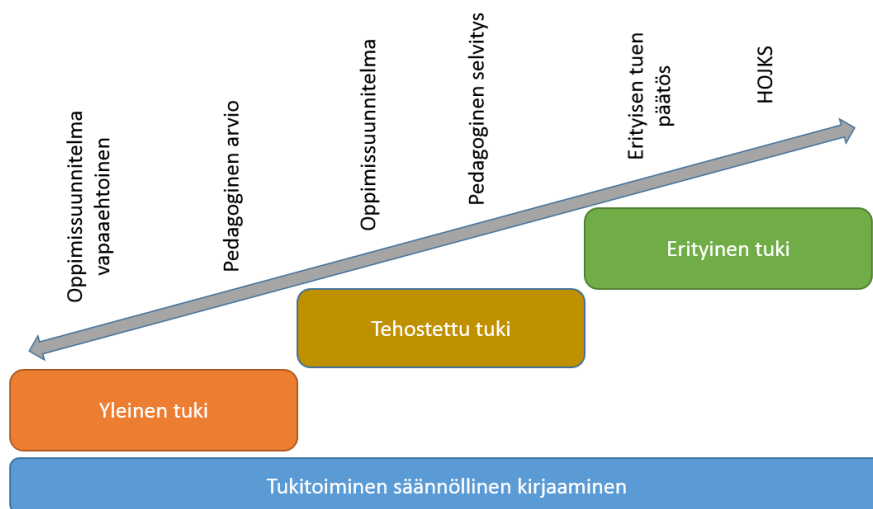 Oppimissuunnitelma
vapaaehtoinen
Pedagoginen arvio
Oppimissuunnitelma
Pedagoginen selvitys
Erityisen tuen
päätös
HOJKS
Erityinen tuki
Tehostettu tuki
Yleinen tuki
Tukitoiminen säännöllinen kirjaaminen